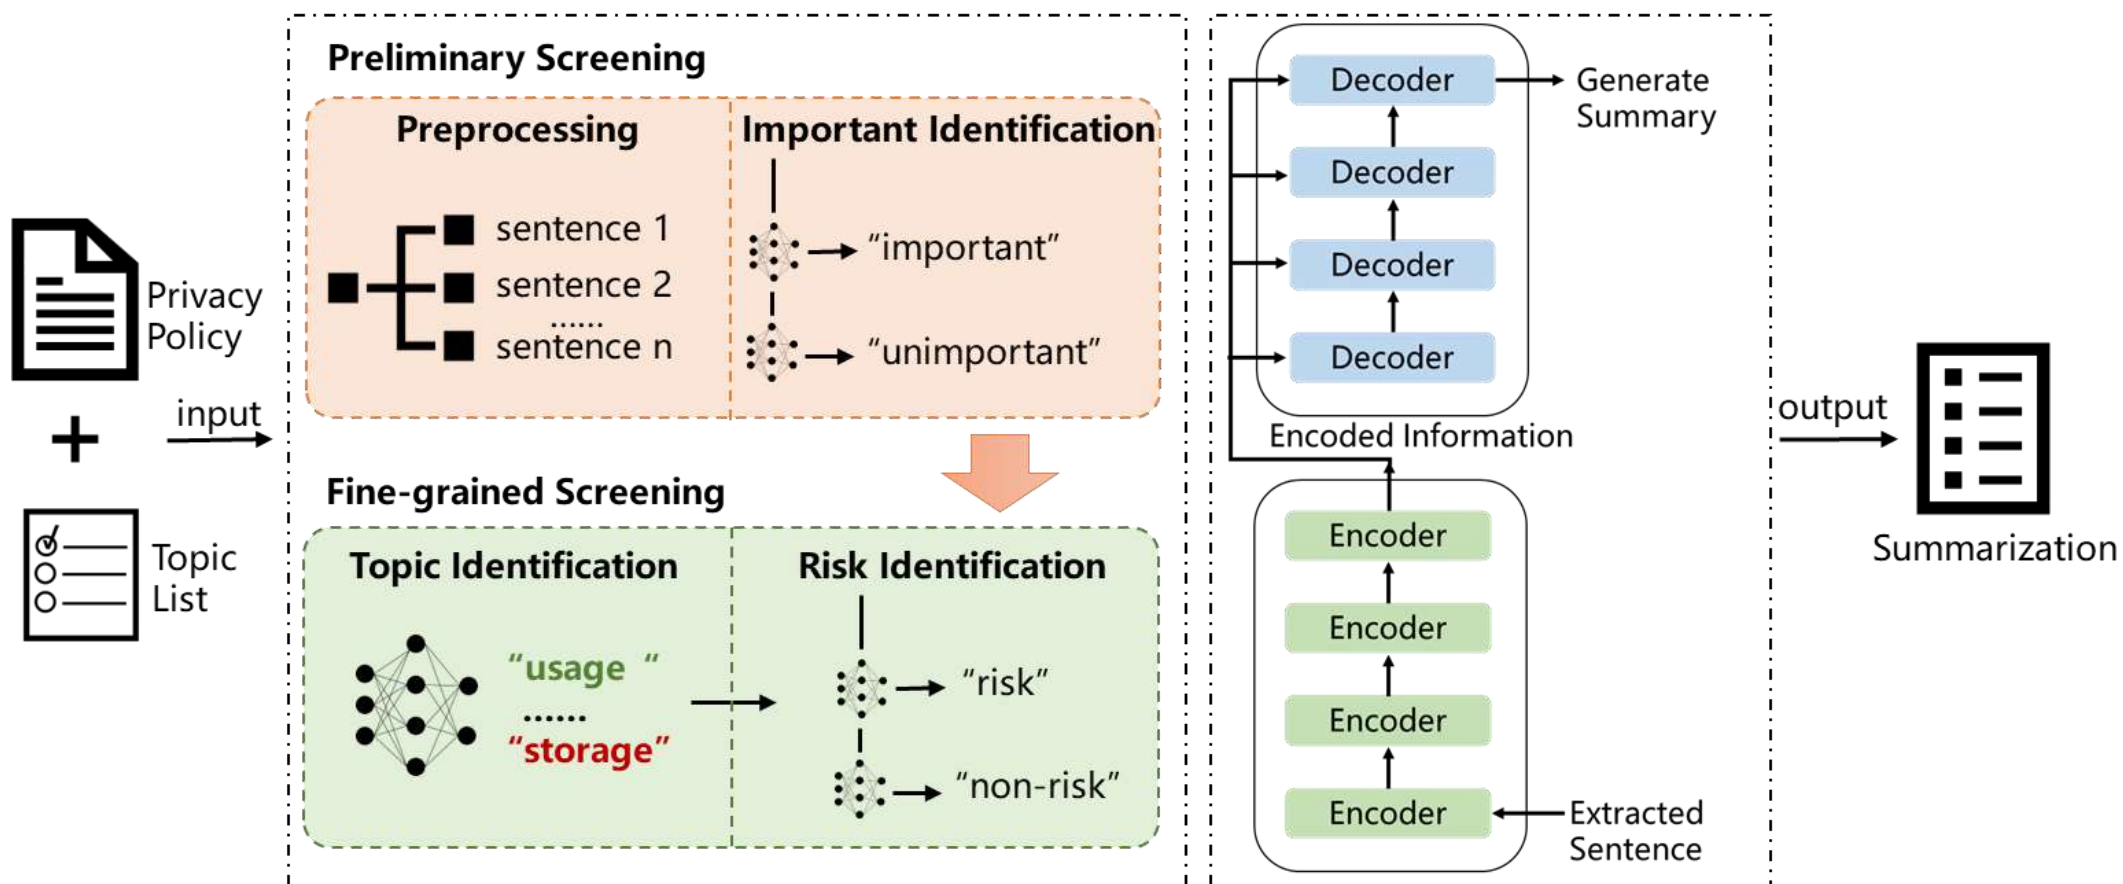 Privacy
Policy
+
Topic
List
input
Preliminary Screening
Preprocessing
sentence 1
sentence 2
......
sentence n
Important Identification
“important”
“unimportant”
Fine-grained Screening
Topic Identification
“usage “
......
“storage”
Risk Identification
“risk”
“non-risk”
Decoder
Generate
Summary
Decoder
Decoder
Decoder
Encoded Information
Encoder
Encoder
Encoder
Encoder
Extracted
Sentence
output
Summarization